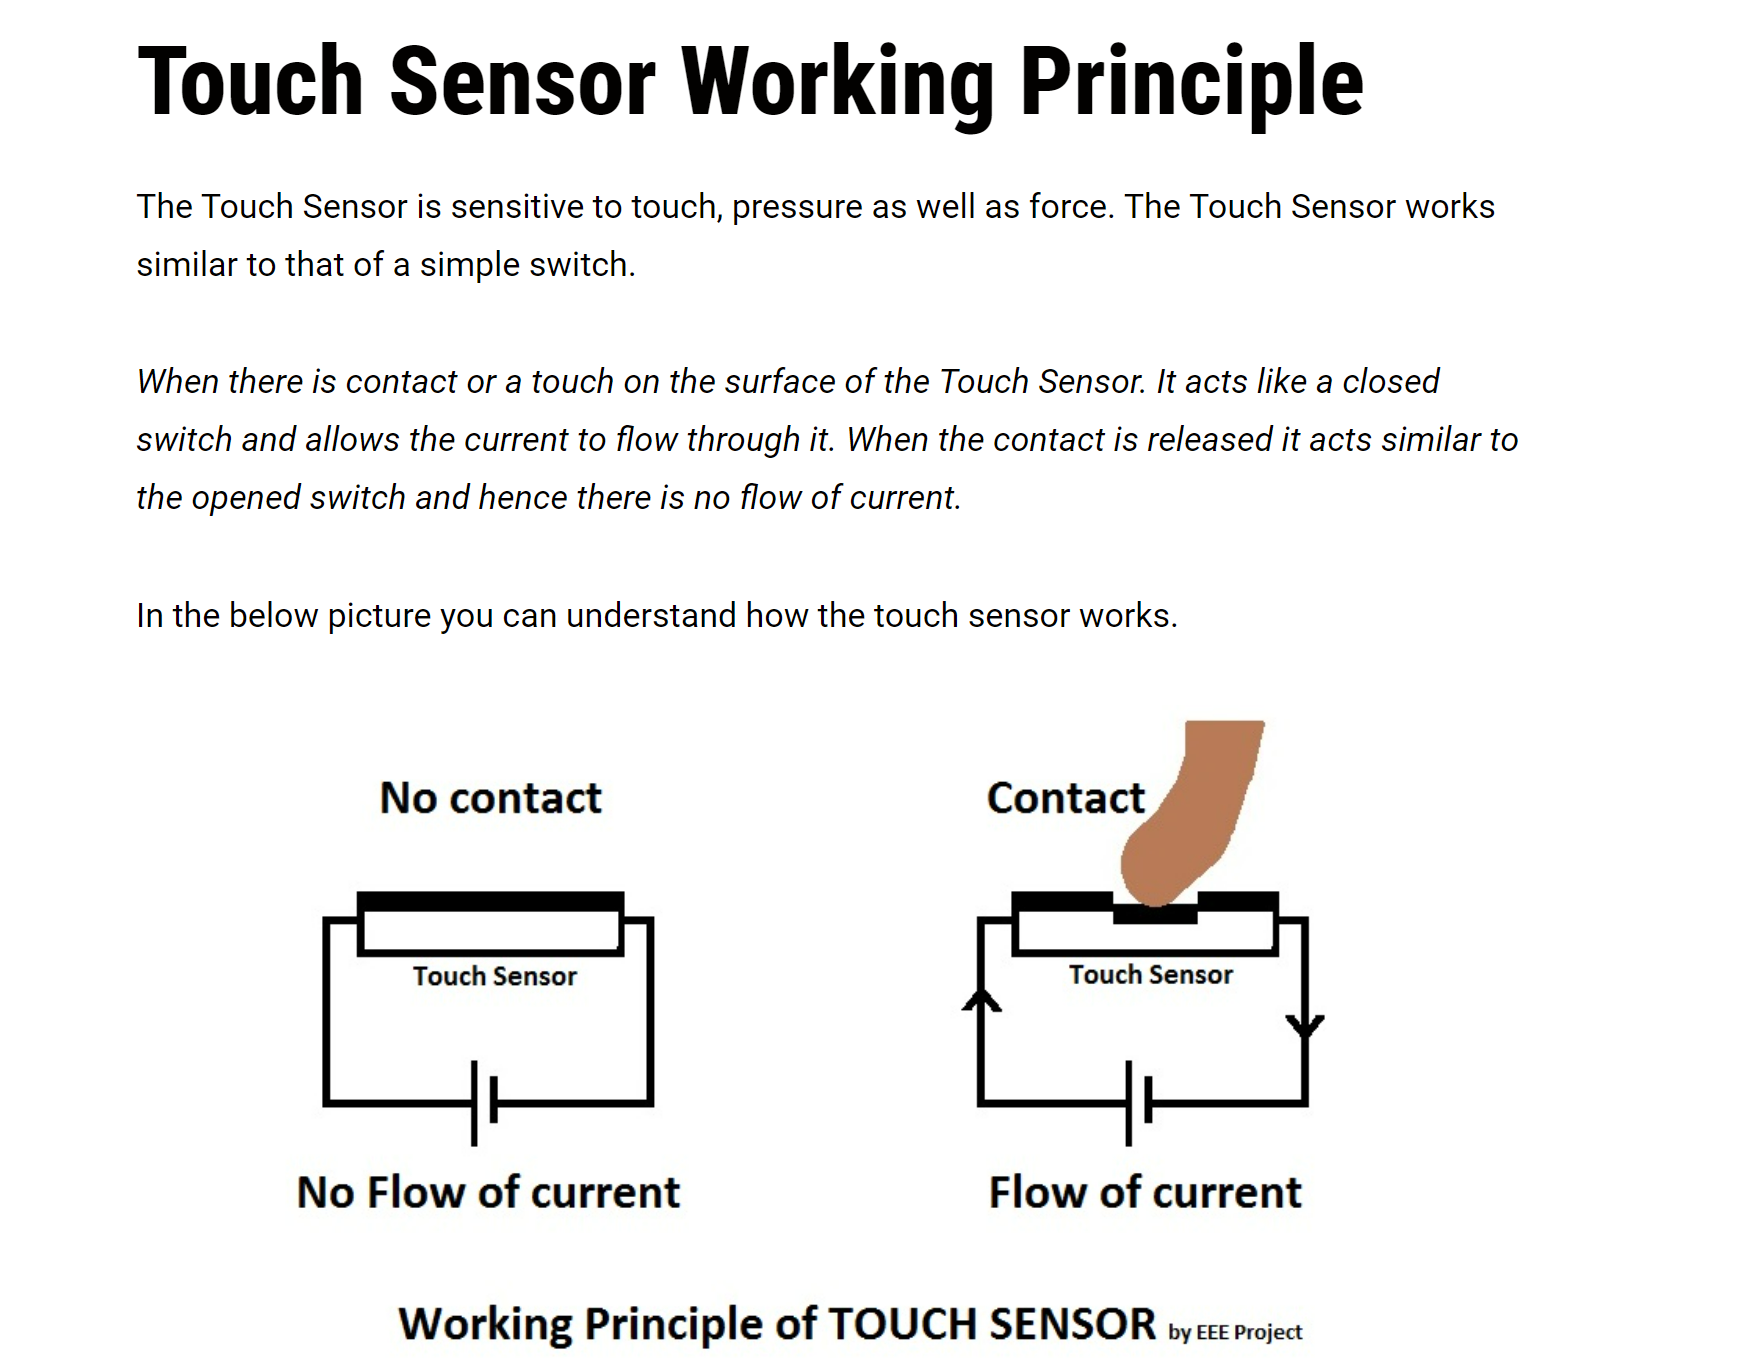 Touch Sensor Working Principle
The Touch Sensor is sensitive to touch, pressure as well as force. The Touch Sensor works
similar to that of a simple switch.
When there is contact or a touch on the surface of the Touch Sensor. It acts like a closed
switch and allows the current to flow through it. When the contact is released it acts similar to
the opened switch and hence there is no flow of current.
In the below picture you can understand how the touch sensor works.
No contact
Touch Sensor
No Flow of current
Contact
Touch Sensor
Flow of current
Working Principle of TOUCH SENSOR by EEE Project